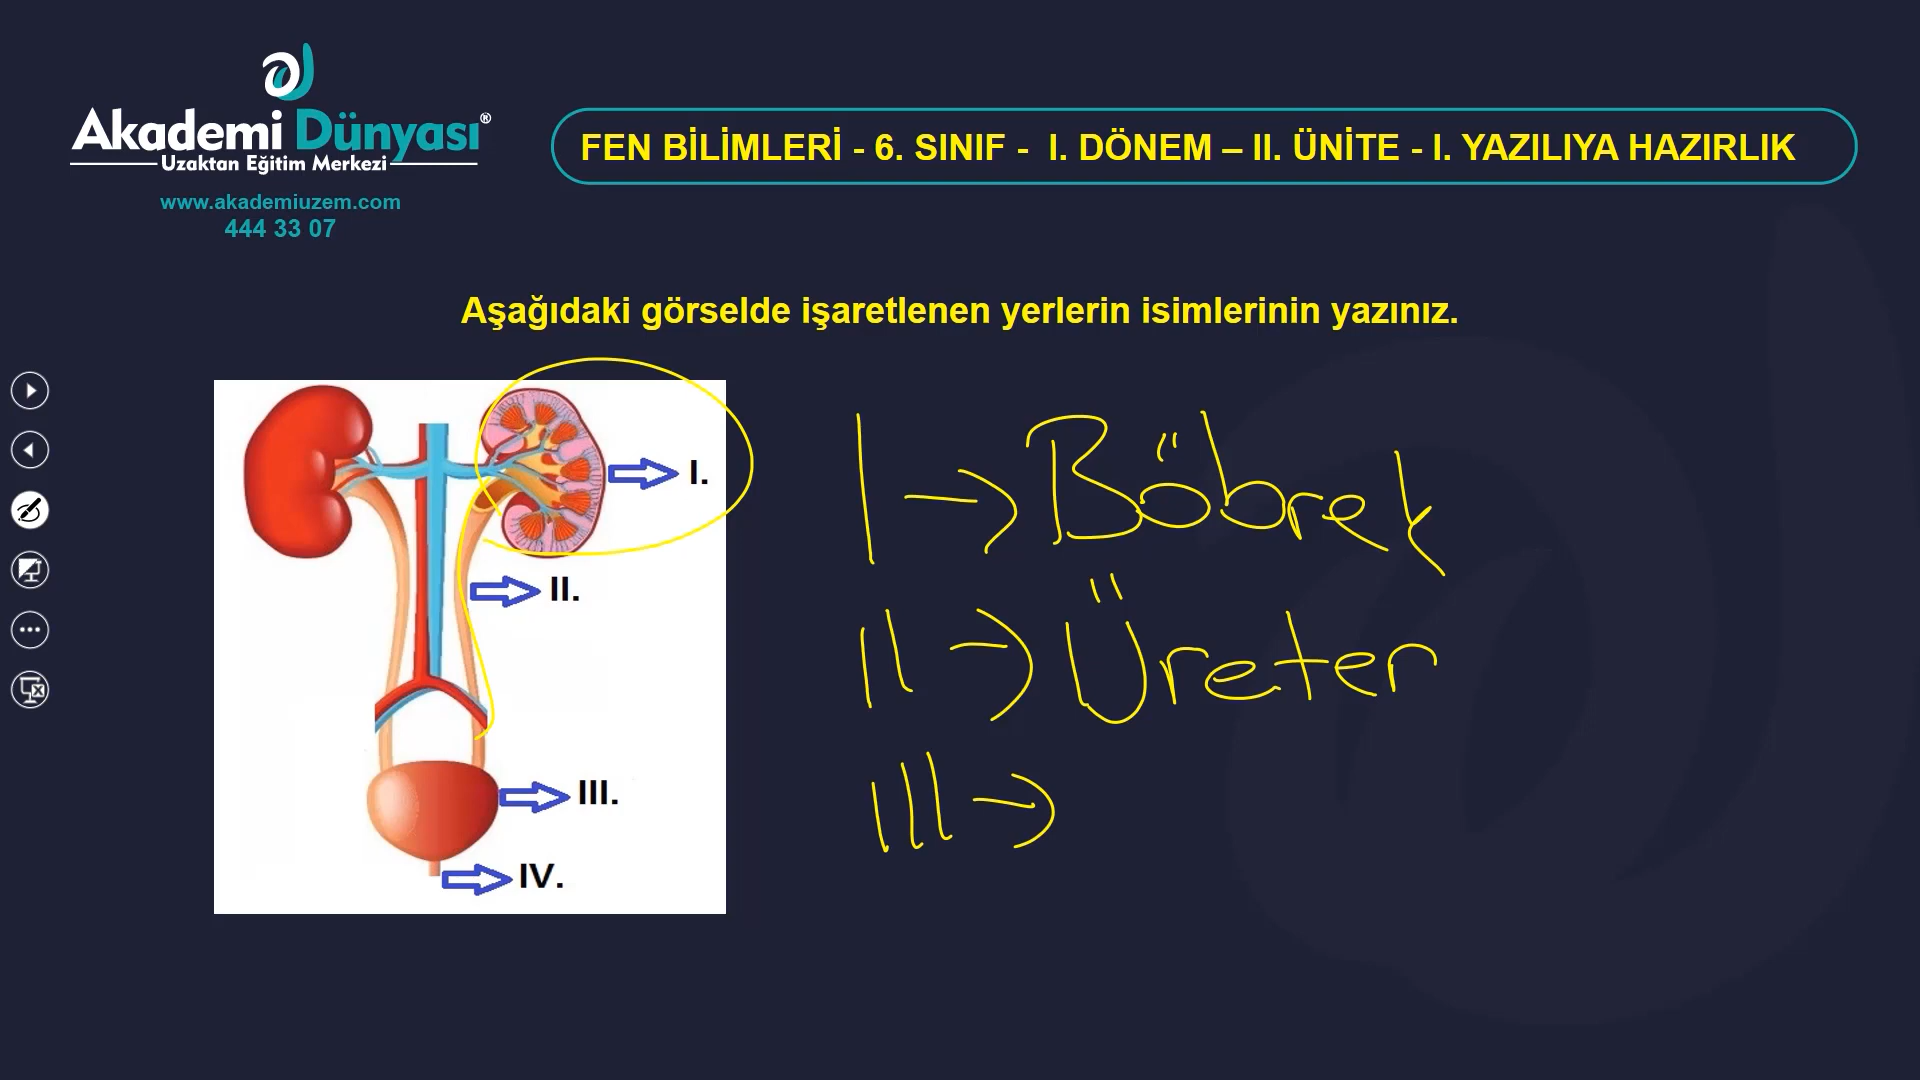 Akademi Dünyası®
Uzaktan Eğitim Merkezi
www.akademiuzem.com
444 33 07
FEN BİLİMLERİ - 6. SINIF - I. DÖNEM – II. ÜNİTE - I. YAZILIYA HAZIRLIK
Aşağıdaki görselde işaretlenen yerlerin isimlerinin yazınız.
I.
II.
III.
IV.
I → Böbrek
II → Üreter
III →